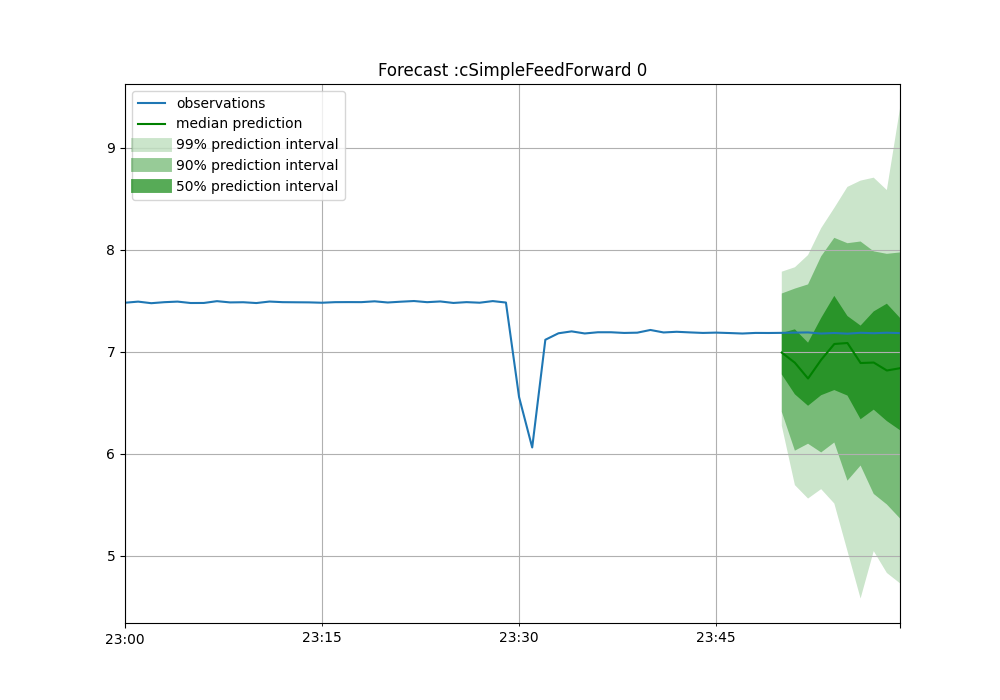 Forecast :cSimpleFeedForward 0
observations
median prediction
99% prediction interval
90% prediction interval
50% prediction interval
9
8
7
6
5
23:00
23:15
23:30
23:45